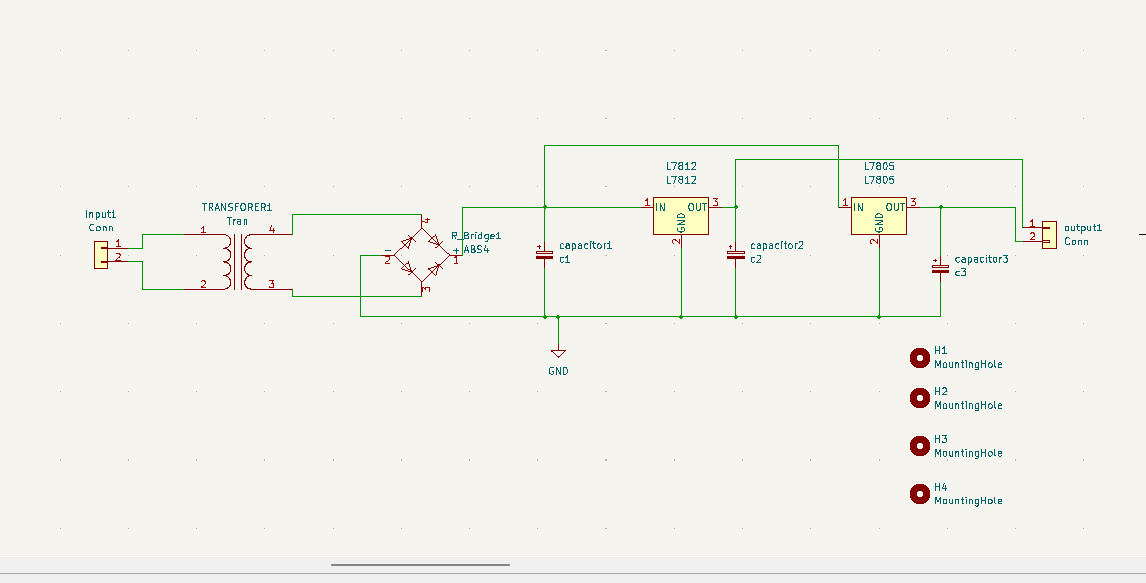 Input1
Conn
1
2
TRANSFORER1
Tran
1
4
2
3
4
R_Bridge1
ABS4
-
+
2
1
3
capacitor1
c1
+
L7812
L7812
1
IN
OUT
3
GND
2
capacitor2
c2
+
L7805
L7805
1
IN
OUT
3
GND
2
capacitor3
c3
+
output1
Conn
1
2
GND
H1
MountingHole
H2
MountingHole
H3
MountingHole
H4
MountingHole